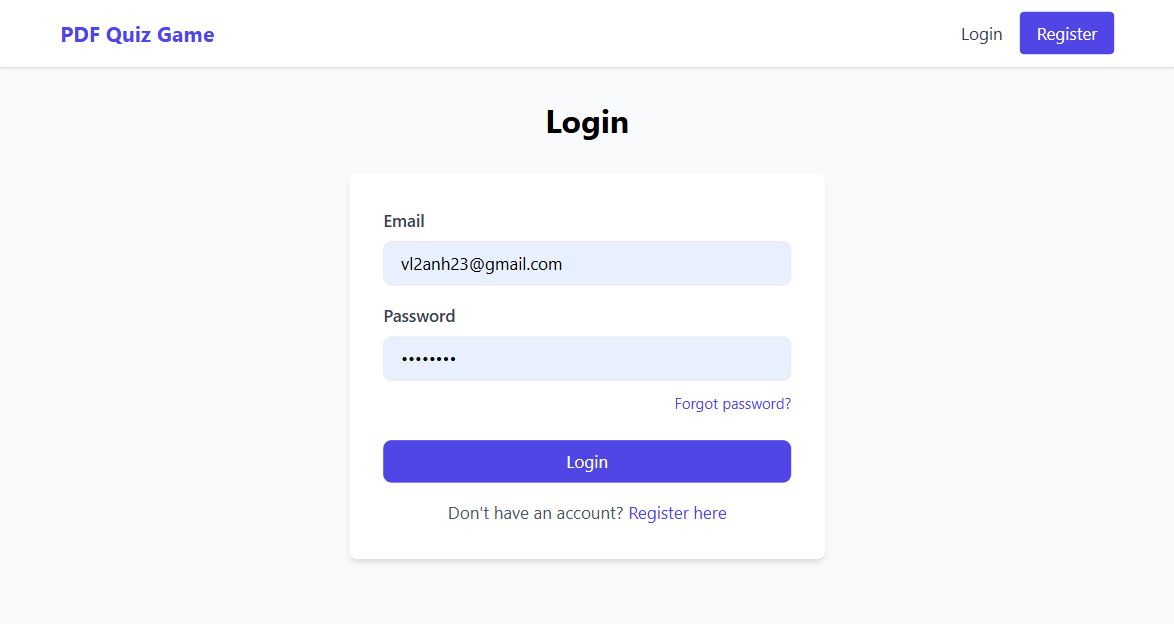 PDF Quiz Game
Login
Register
Login
Email
vl2anh23@gmail.com
Password
••••••••
Forgot password?
Login
Don't have an account? Register here